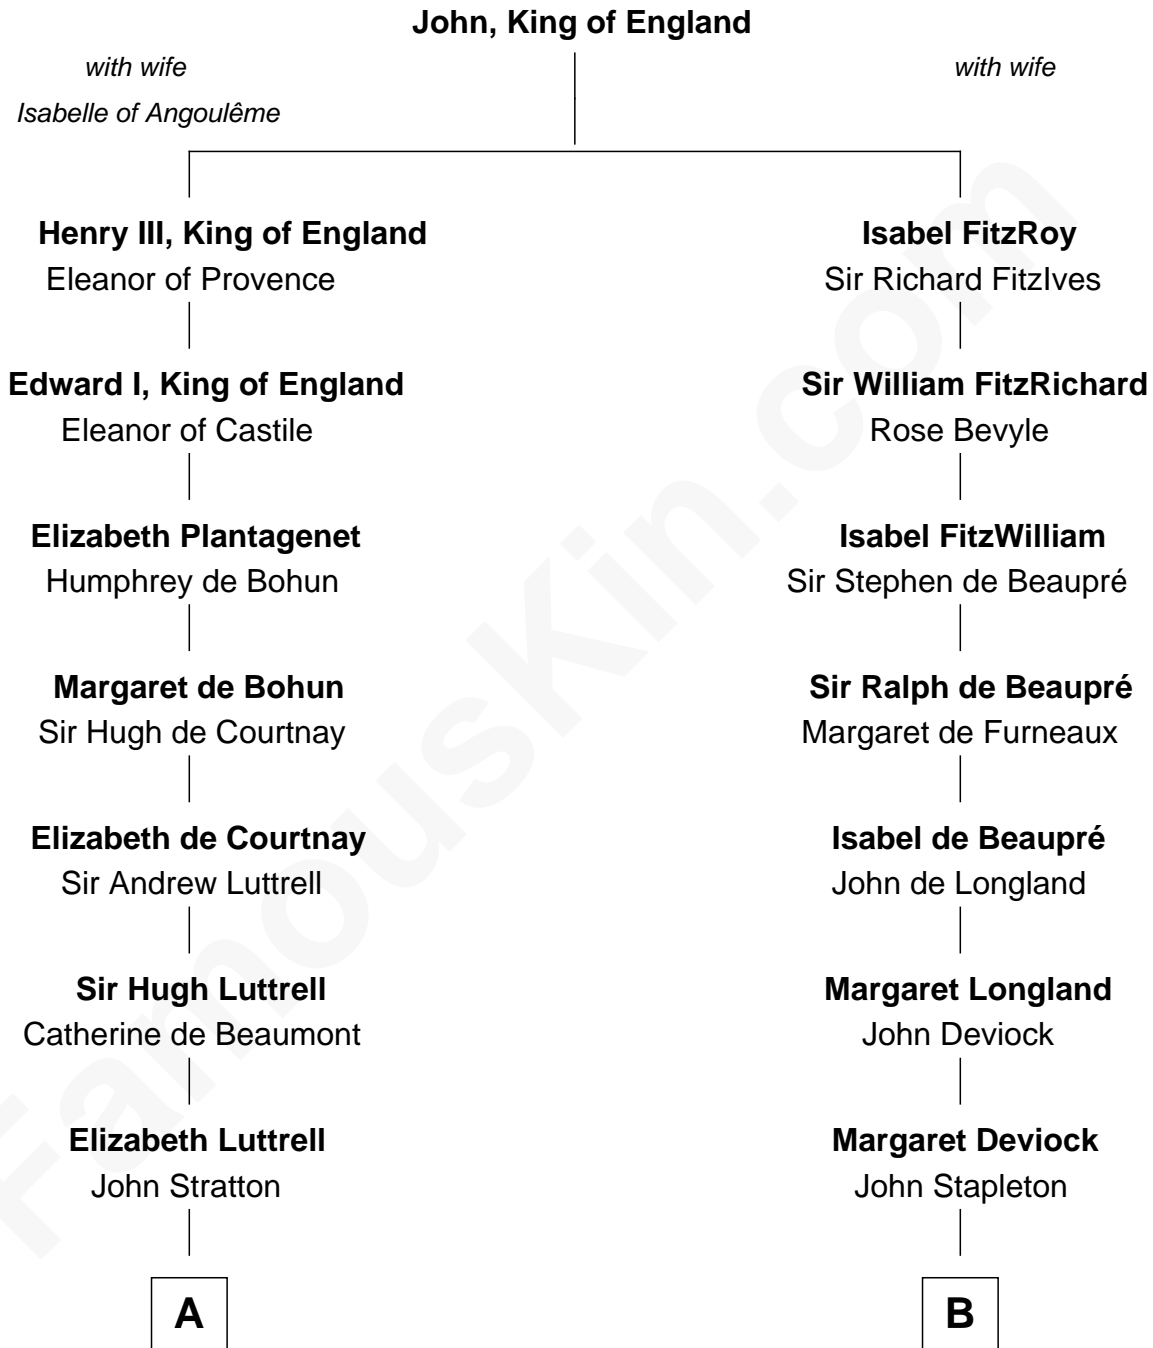 John, King of England
with wife
Isabelle of Angoulême
with wife
Henry III, King of England
Eleanor of Provence
Isabel FitzRoy
Sir Richard FitzIves
Edward I, King of England
Eleanor of Castile
Sir William FitzRichard
Rose Bevyle
Elizabeth Plantagenet
Humphrey de Bohun
Isabel FitzWilliam
Sir Stephen de Beaupré
Margaret de Bohun
Sir Hugh de Courtnay
Sir Ralph de Beaupré
Margaret de Furneaux
Elizabeth de Courtnay
Sir Andrew Luttrell
Isabel de Beaupré
John de Longland
Sir Hugh Luttrell
Catherine de Beaumont
Margaret Longland
John Deviock
Elizabeth Luttrell
John Stratton
Margaret Deviock
John Stapleton
A
B
FamousKin.com